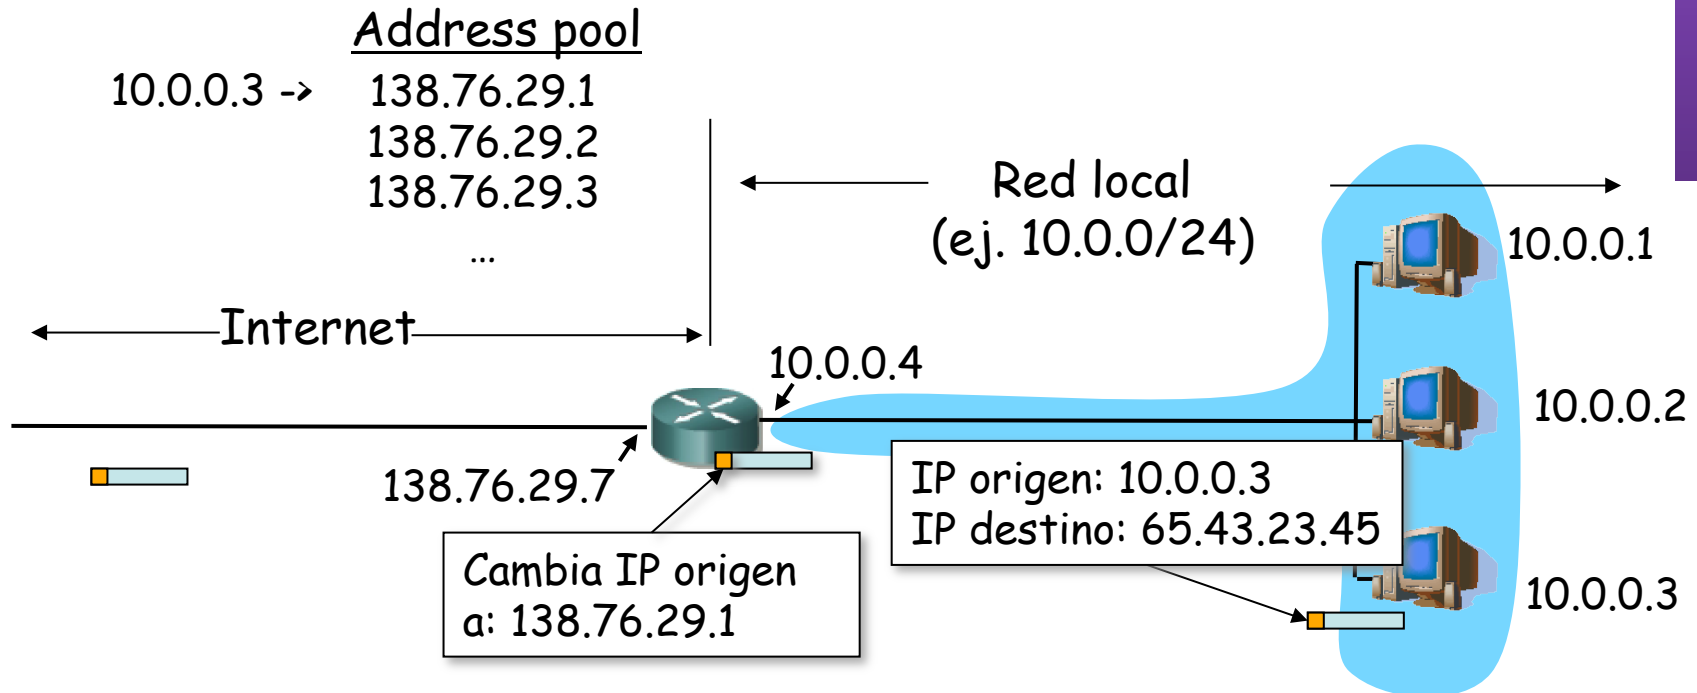 Address pool
10.0.0.3 -> 138.76.29.1
138.76.29.2
138.76.29.3
...
Red local
(ej. 10.0.0/24)
Internet
10.0.0.1
10.0.0.4
10.0.0.2
138.76.29.7
IP origen: 10.0.0.3
IP destino: 65.43.23.45
Cambia IP origen
a: 138.76.29.1
10.0.0.3